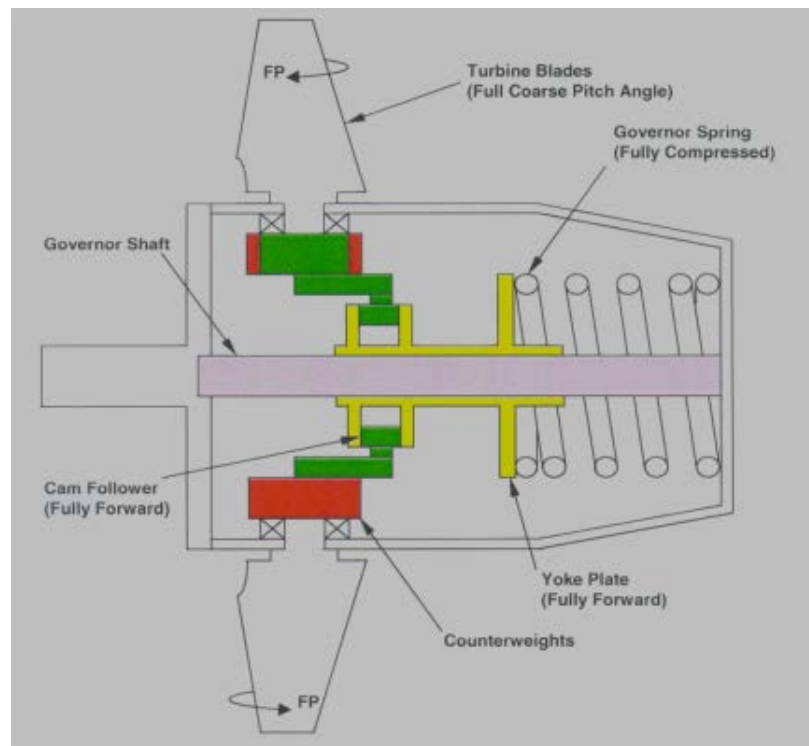 FP
Turbine Blades
(Full Coarse Pitch Angle)
Governor Spring
(Fully Compressed)
Governor Shaft
Cam Follower
(Fully Forward)
Yoke Plate
(Fully Forward)
Counterweights
FP